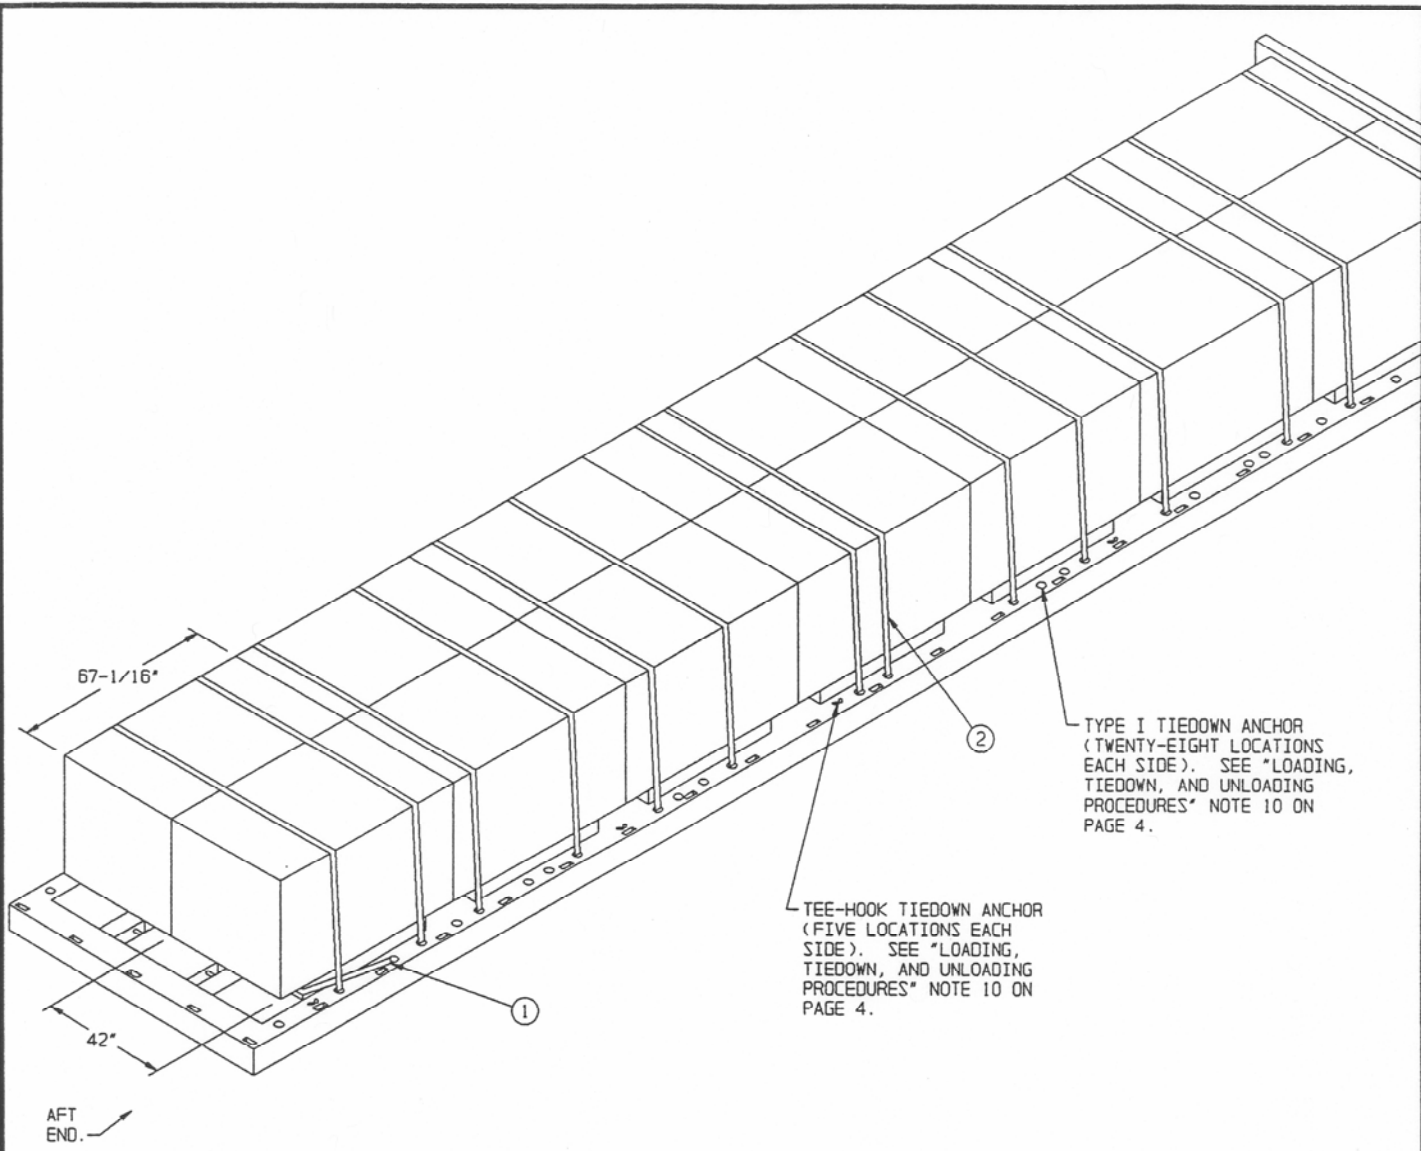 67-1/16"
2
TYPE I TIEDOWN ANCHOR
(TWENTY-EIGHT LOCATIONS
EACH SIDE). SEE "LOADING,
TIEDOWN, AND UNLOADING
PROCEDURES" NOTE 10 ON
PAGE 4.
TEE-HOOK TIEDOWN ANCHOR
(FIVE LOCATIONS EACH
SIDE). SEE "LOADING,
TIEDOWN, AND UNLOADING
PROCEDURES" NOTE 10 ON
PAGE 4.
1
42"
AFT
END.